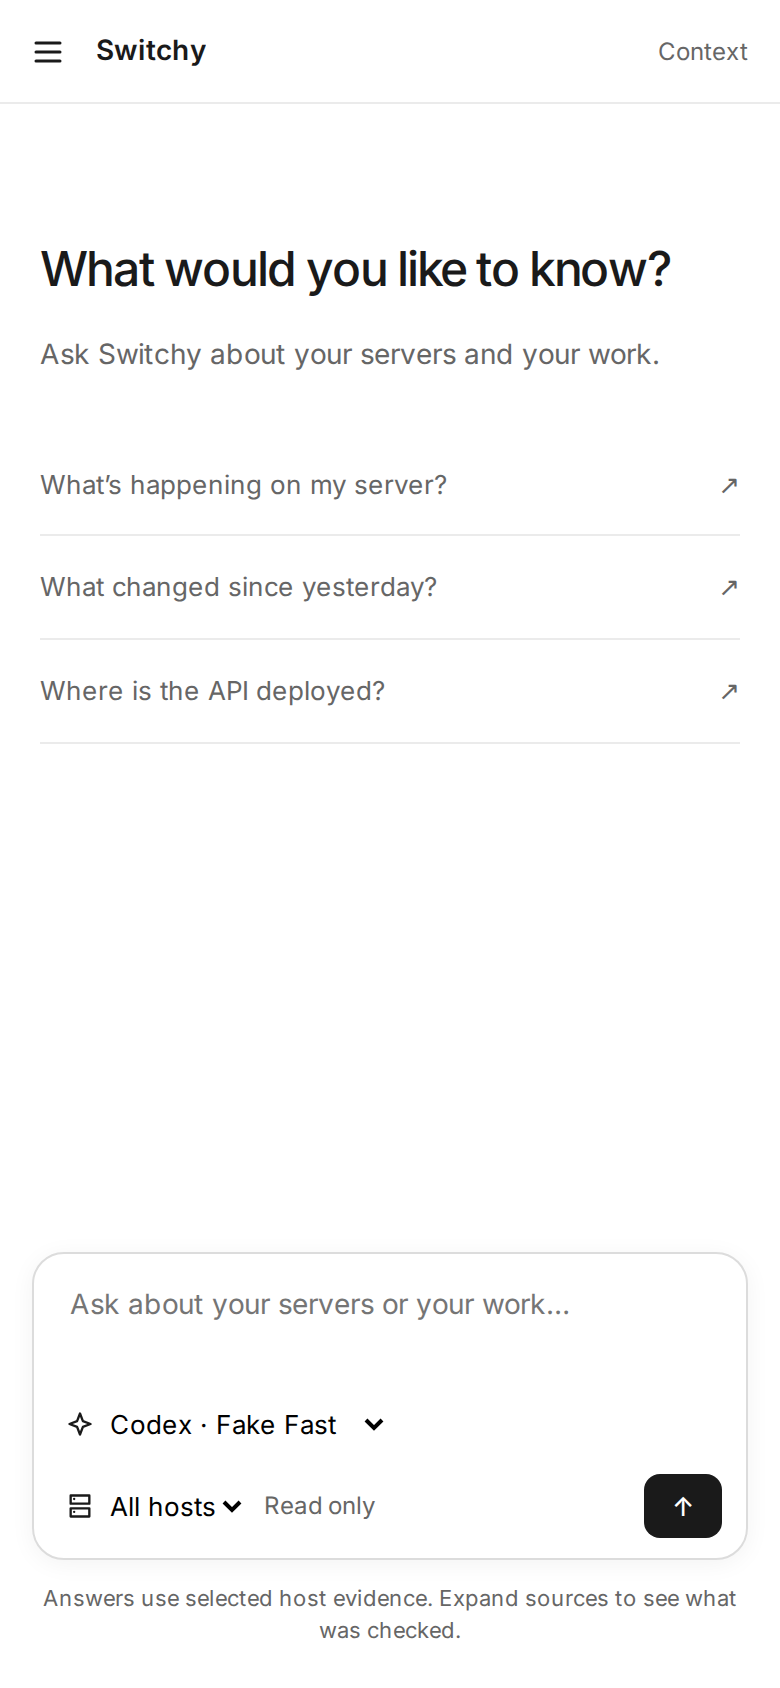 Switchy
Context
What would you like to know?
Ask Switchy about your servers and your work.
What’s happening on my server? ↗
What changed since yesterday? ↗
Where is the API deployed? ↗
Ask about your servers or your work...
Codex · Fake Fast
All hosts
Read only
↑
Answers use selected host evidence. Expand sources to see what
was checked.